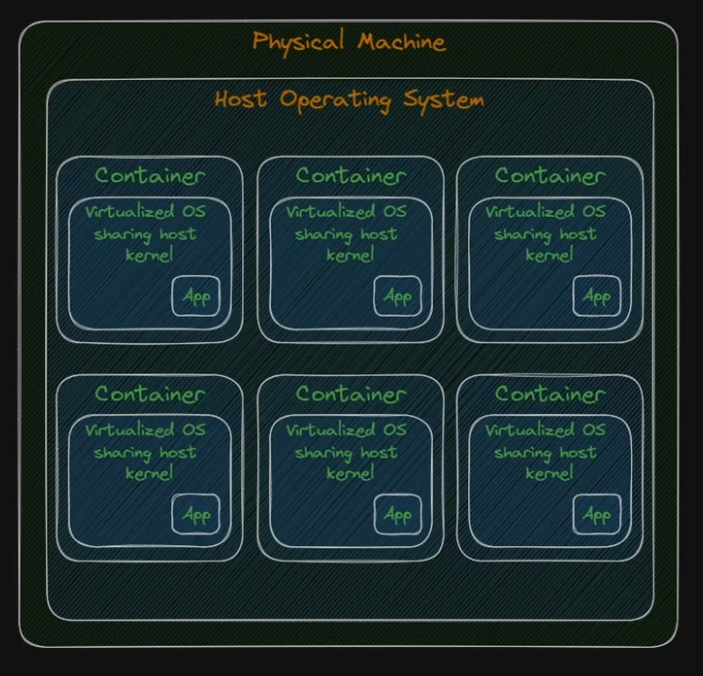 Physical Machine
Host Operating System
Container
Virtualized OS
sharing host
kernel
App
Container
Virtualized OS
sharing host
kernel
App
Container
Virtualized OS
sharing host
kernel
App
Container
Virtualized OS
sharing host
kernel
App
Container
Virtualized OS
sharing host
kernel
App
Container
Virtualized OS
sharing host
kernel
App